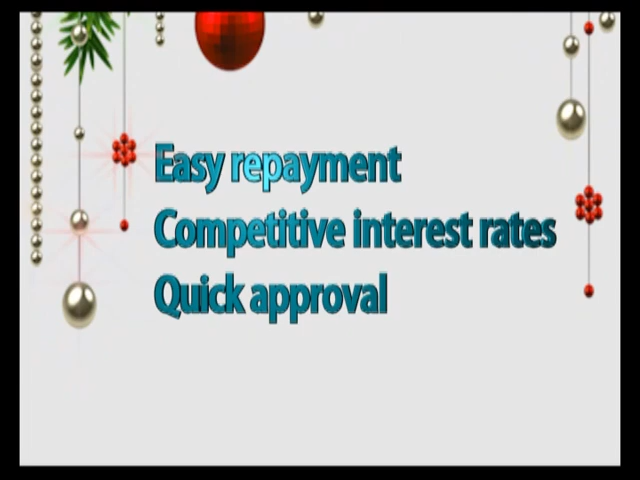 Easy repayment
Competitive interest rates
Quick approval